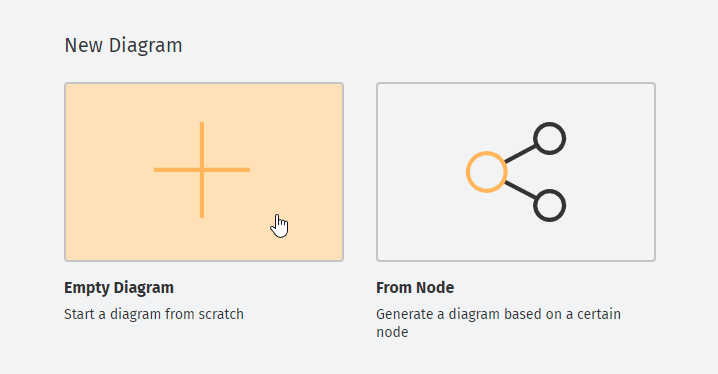 New Diagram
Empty Diagram
Start a diagram from scratch
From Node
Generate a diagram based on a certain
node